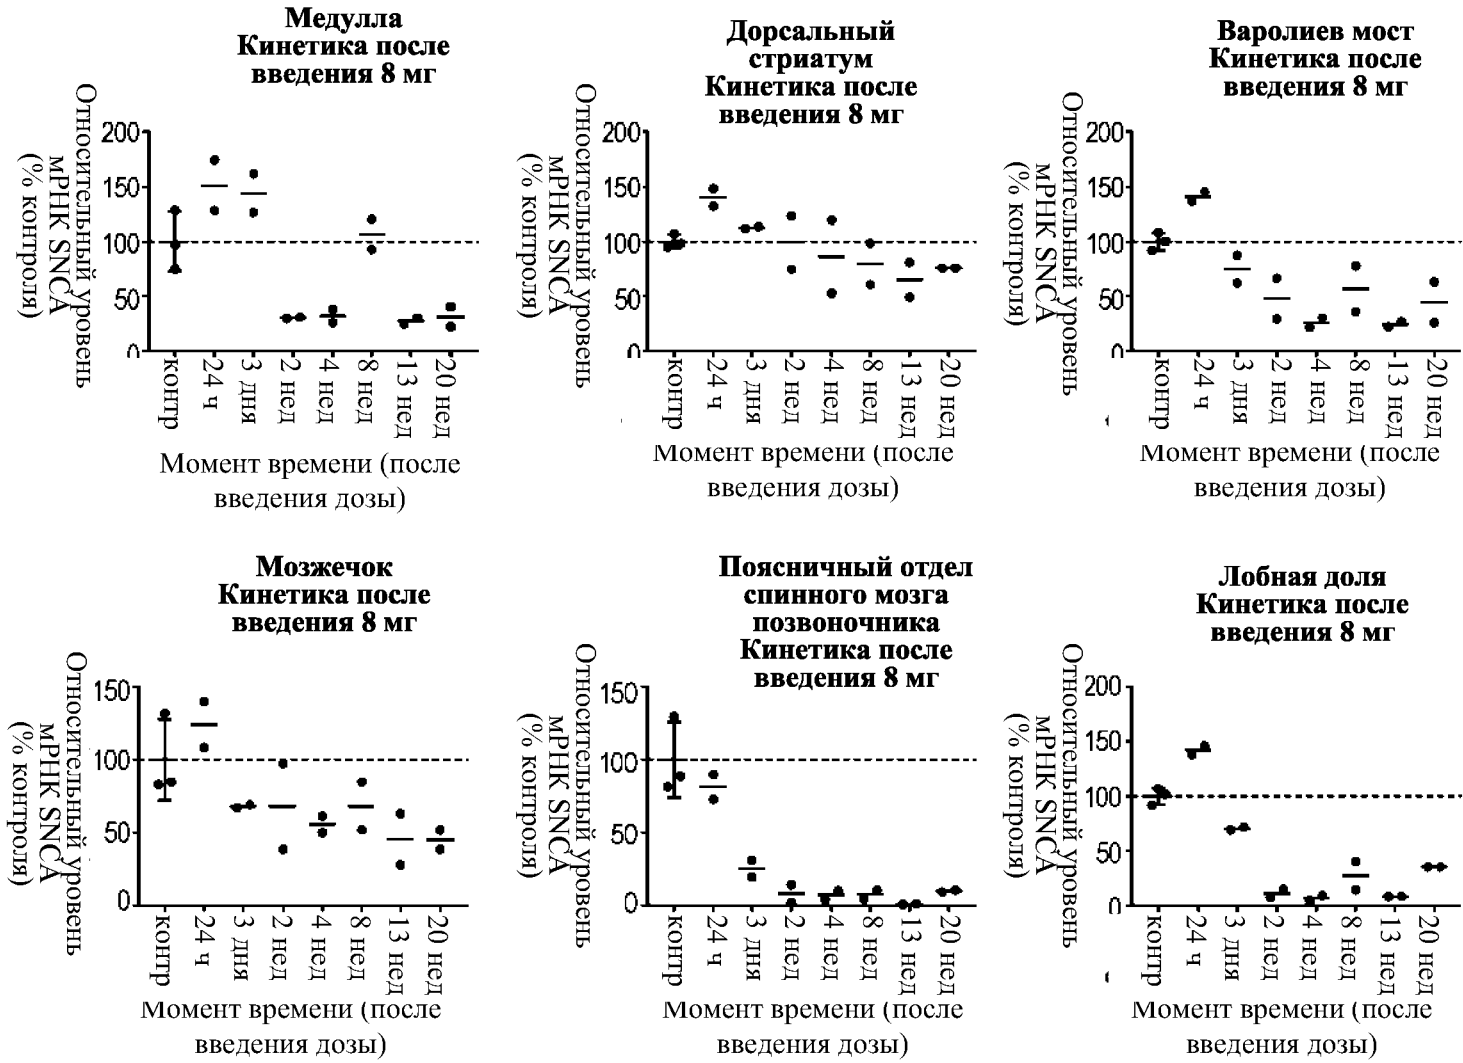 Медулла
Кинетика после
введения 8 мг
Относительный уровень
мРНК SNCA
(% контроля)
200
150
100
50
0
контр
24 ч
3 дня
2 нед
4 нед
8 нед
13 нед
20 нед
Момент времени (после
введения дозы)
Дорсальный
стриатум
Кинетика после
введения 8 мг
Относительный уровень
мРНК SNCA
(% контроля)
200
150
100
50
0
контр
24 ч
3 дня
2 нед
4 нед
8 нед
13 нед
20 нед
Момент времени (после
введения дозы)
Варолиев мост
Кинетика после
введения 8 мг
Относительный уровень
мРНК SNCA
(% контроля)
200
150
100
50
0
контр
24 ч
3 дня
2 нед
4 нед
8 нед
13 нед
20 нед
Момент времени (после
введения дозы)
Мозжечок
Кинетика после
введения 8 мг
Относительный уровень
мРНК SNCA
(% контроля)
150
100
50
0
контр
24 ч
3 дня
2 нед
4 нед
8 нед
13 нед
20 нед
Момент времени (после
введения дозы)
Поясничный отдел
спинного мозга
позвоночника
Кинетика после
введения 8 мг
Относительный уровень
мРНК SNCA
(% контроля)
150
100
50
0
контр
24 ч
3 дня
2 нед
4 нед
8 нед
13 нед
20 нед
Момент времени (после
введения дозы)
Лобная доля
Кинетика после
введения 8 мг
Относительный уровень
мРНК SNCA
(% контроля)
200
150
100
50
0
контр
24 ч
3 дня
2 нед
4 нед
8 нед
13 нед
20 нед
Момент времени (после
введения дозы)